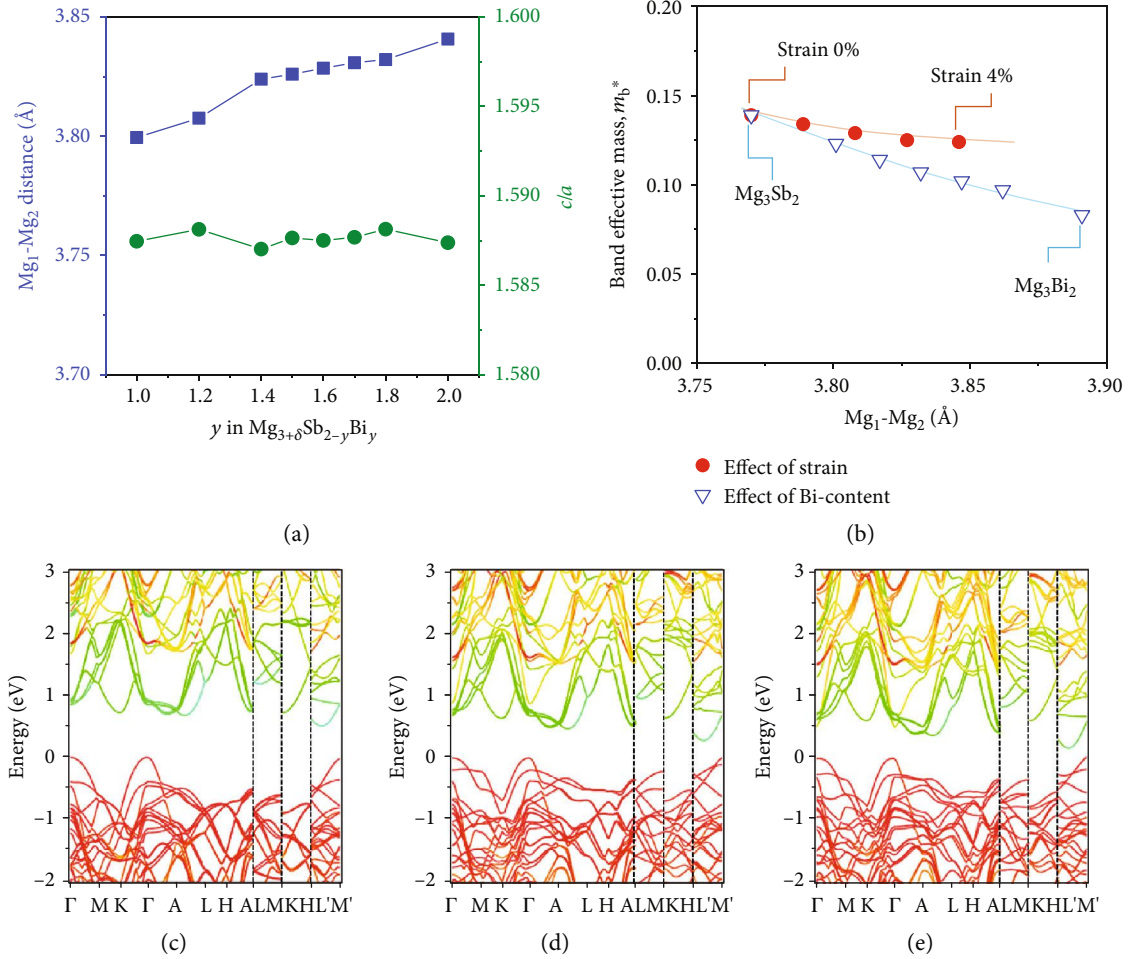 3.85
3.80
3.75
3.70
Mg₁-Mg₂ distance (Å)
1.600
1.595
1.590
1.585
1.580
c/a
1.0 1.2 1.4 1.6 1.8 2.0
y in Mg₃₊δSb₂₋yBiy
(a)
0.20
0.15
0.10
0.05
0.00
Band effective mass, m_b*
Strain 0%
Strain 4%
Mg₃Sb₂
Mg₃Bi₂
3.75 3.80 3.85 3.90
Mg₁-Mg₂ (Å)
Effect of strain
Effect of Bi-content
(b)
3
2
1
0
−1
−2
Energy (eV)
Γ M K Γ A L H A L M K H L' M'
(c)
3
2
1
0
−1
−2
Energy (eV)
Γ M K Γ A L H A L M K H L' M'
(d)
3
2
1
0
−1
−2
Energy (eV)
Γ M K Γ A L H A L M K H L' M'
(e)